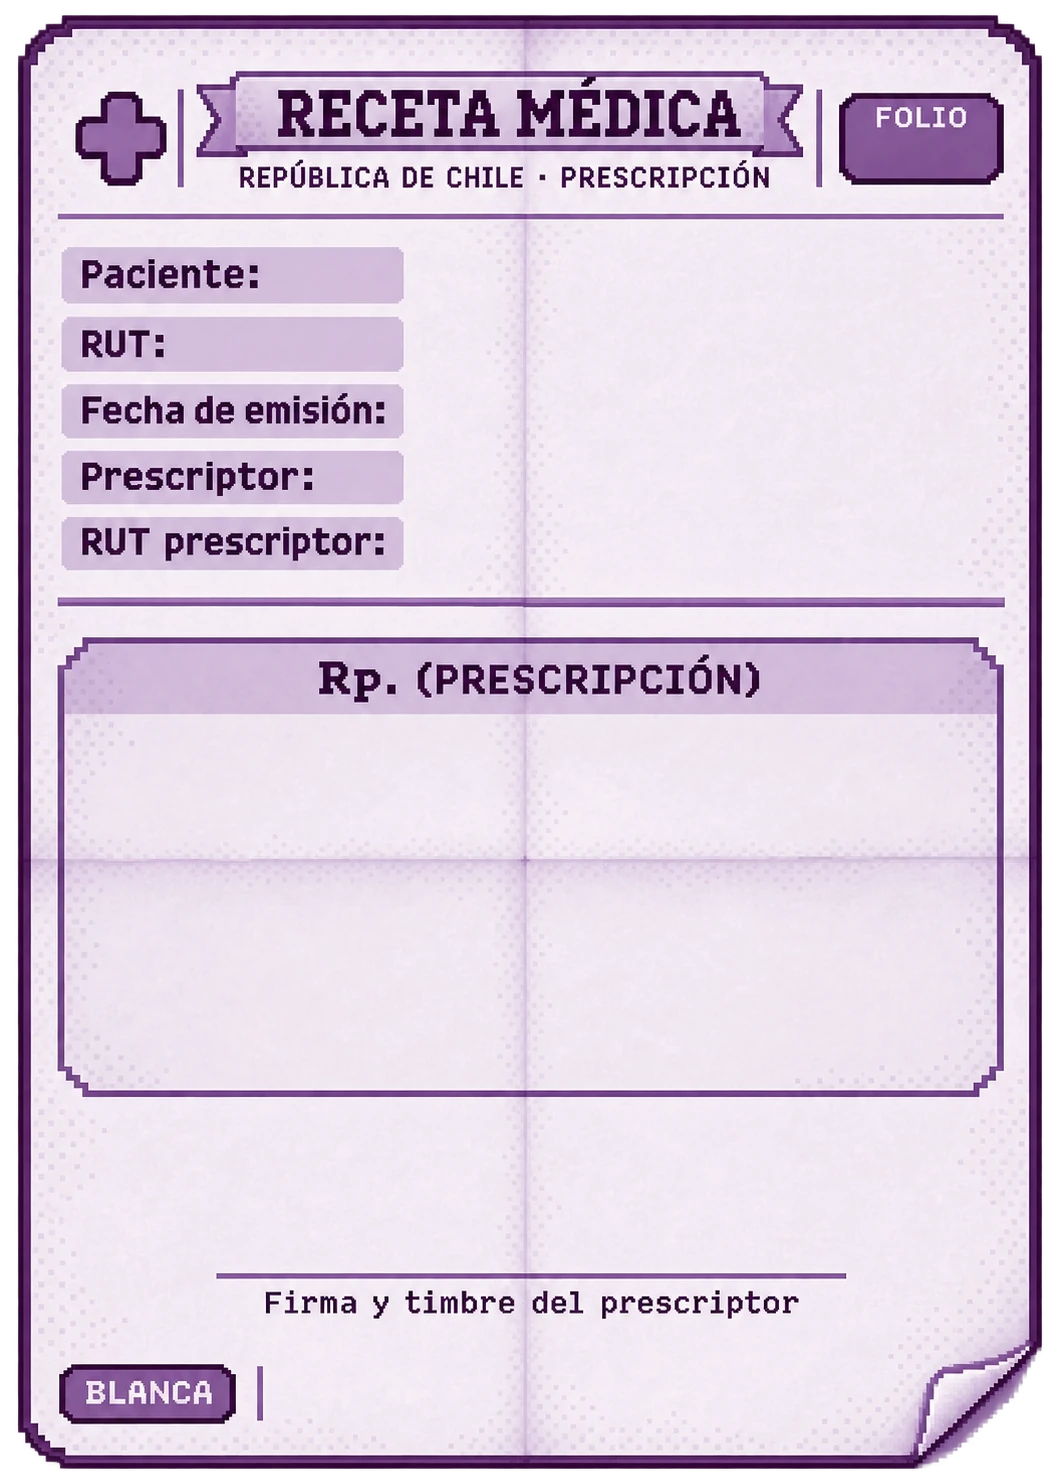 RECETA MÉDICA
FOLIO
REPÚBLICA DE CHILE · PRESCRIPCIÓN
Paciente:
RUT:
Fecha de emisión:
Prescriptor:
RUT prescriptor:
Rp. (PRESCRIPCIÓN)
Firma y timbre del prescriptor
BLANCA